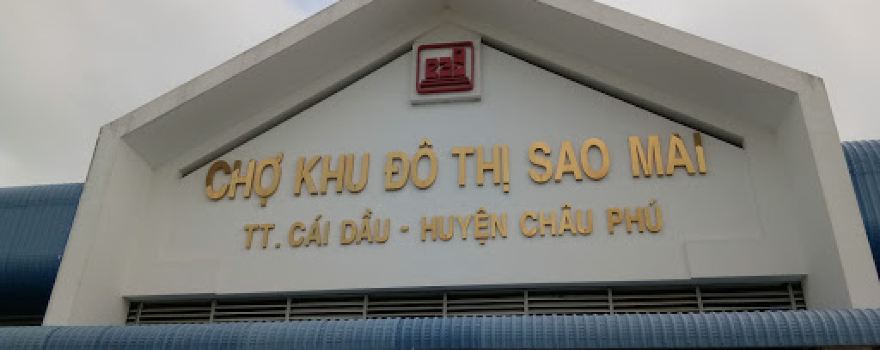 CHỢ KHU ĐÔ THỊ SAO MAI
TT. CÁI DẦU - HUYỆN CHÂU PHÚ